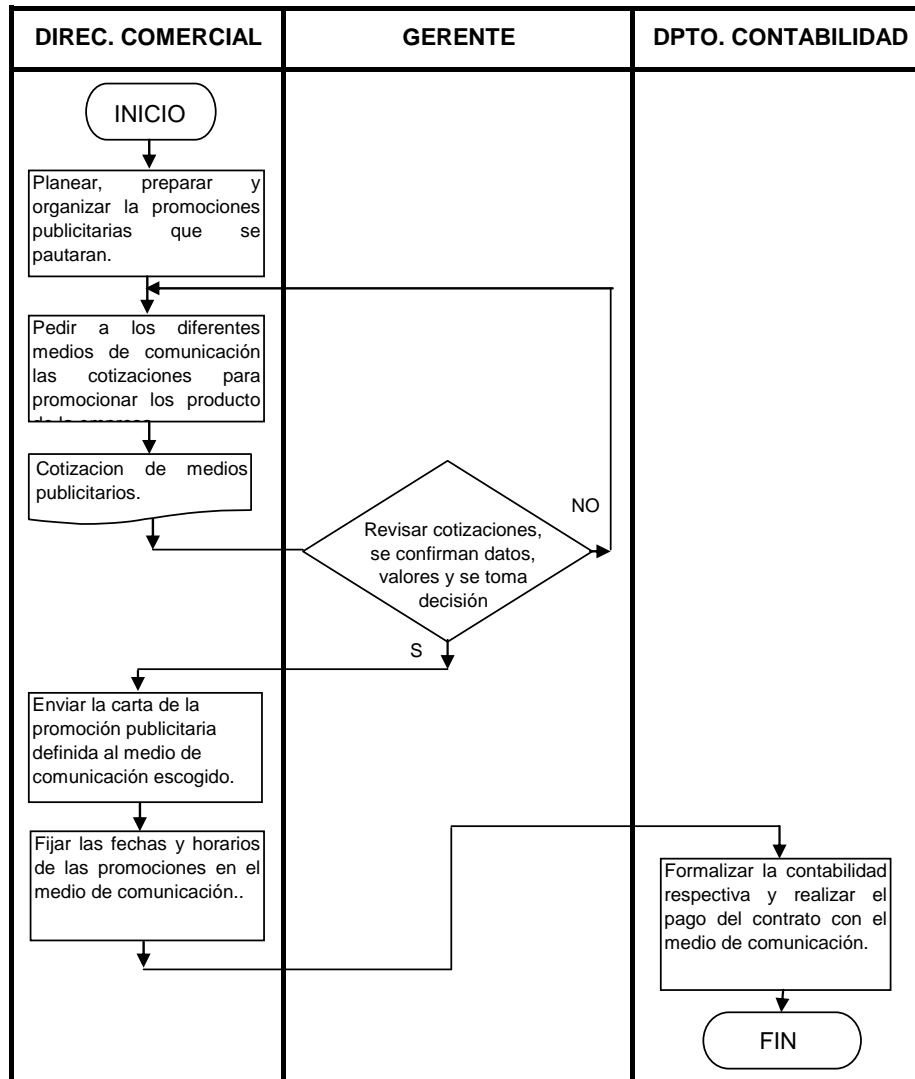 DIREC. COMERCIAL
GERENTE
DPTO. CONTABILIDAD
INICIO
Planear, preparar y
organizar la promociones
publicitarias que se
pautaran.
Pedir a los diferentes
medios de comunicación
las cotizaciones para
promocionar los producto
de la empresa
Cotizacion de medios
publicitarios.
Revisar cotizaciones,
se confirman datos,
valores y se toma
decisión
NO
S
Enviar la carta de la
promoción publicitaria
definida al medio de
comunicación escogido.
Fijar las fechas y horarios
de las promociones en el
medio de comunicación..
Formalizar la contabilidad
respectiva y realizar el
pago del contrato con el
medio de comunicación.
FIN